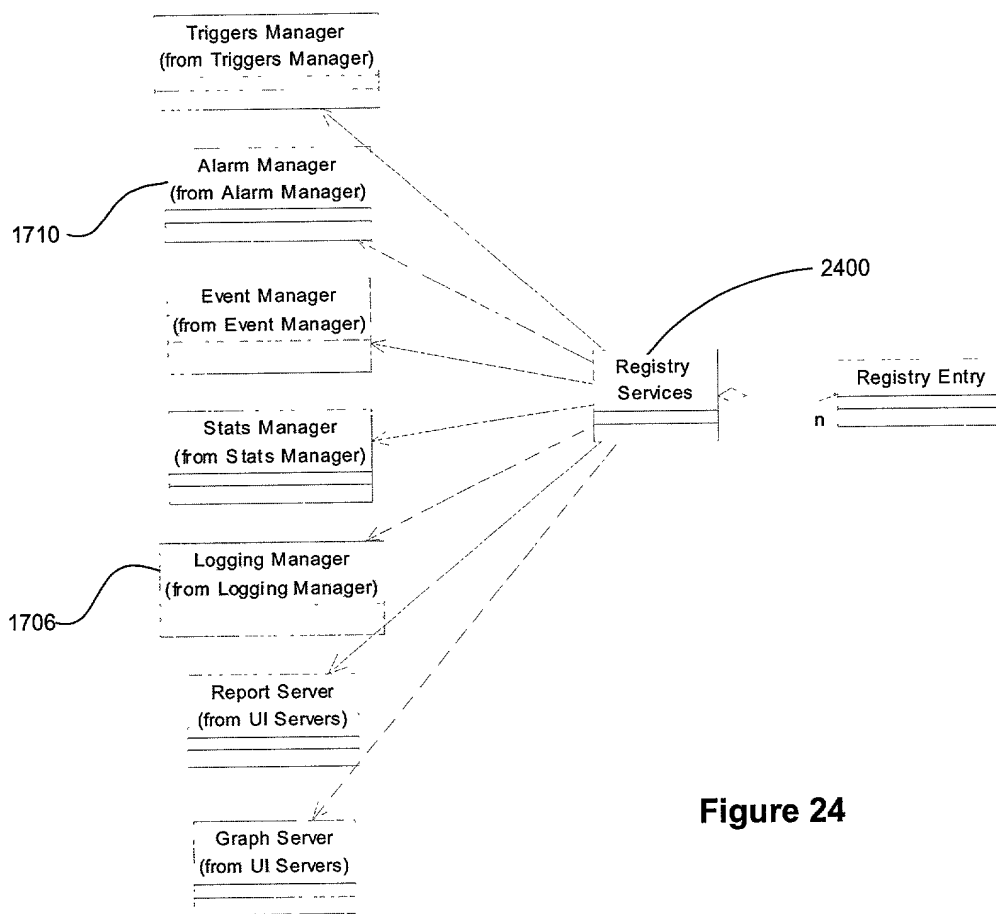 Triggers Manager
(from Triggers Manager)
Alarm Manager
(from Alarm Manager)
1710
2400
Event Manager
(from Event Manager)
Registry
Services
Registry Entry
n
Stats Manager
(from Stats Manager)
Logging Manager
(from Logging Manager)
1706
Report Server
(from UI Servers)
Figure 24
Graph Server
(from UI Servers)